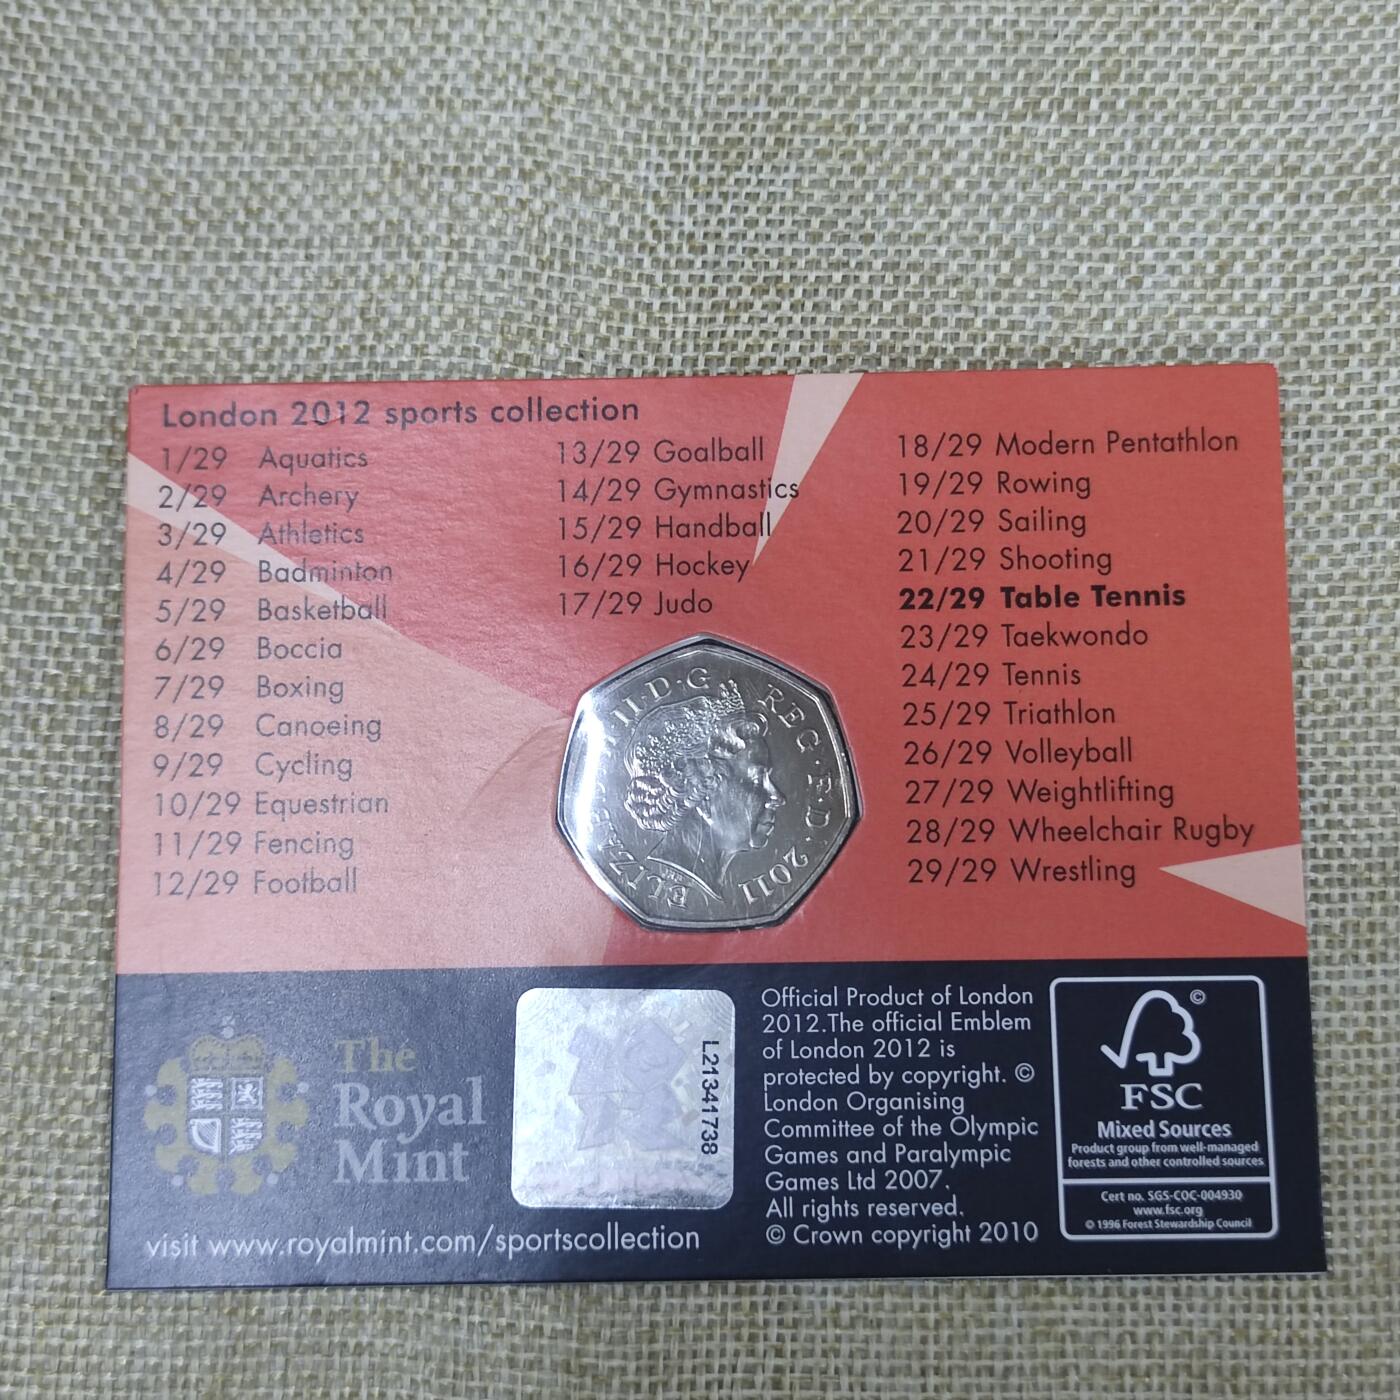 London 2012 sports collection
1/29 Aquatics
2/29 Archery
3/29 Athletics
4/29 Badminton
5/29 Basketball
6/29 Boccia
7/29 Boxing
8/29 Canoeing
9/29 Cycling
10/29 Equestrian
11/29 Fencing
12/29 Football
13/29 Goalball
14/29 Gymnastics
15/29 Handball
16/29 Hockey
17/29 Judo
18/29 Modern Pentathlon
19/29 Rowing
20/29 Sailing
21/29 Shooting
22/29 Table Tennis
23/29 Taekwondo
24/29 Tennis
25/29 Triathlon
26/29 Volleyball
27/29 Weightlifting
28/29 Wheelchair Rugby
29/29 Wrestling
II·D·G REG·F·D·2011
The
Royal
Mint
visit www.royalmint.com/sportscollection
L21341738
Official Product of London
2012.The official Emblem
of London 2012 is
protected by copyright. ©
London Organising
Committee of the Olympic
Games and Paralympic
Games Ltd 2007.
All rights reserved.
© Crown copyright 2010
©
FSC
Mixed Sources
Product group from well-managed
forests and other controlled sources
Cert no. SGS-COC-004930
www.fsc.org
© 1996 Forest Stewardship Council